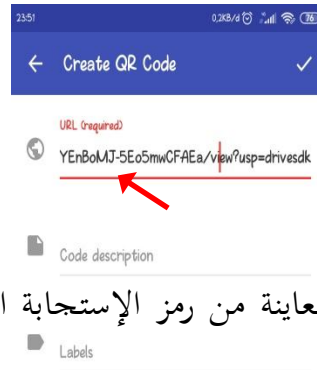 23:51 0,2KB/d 76
Create QR Code
URL (required)
YEnBoMJ-5Eo5mwCFAEa/view?usp=drivesdk
Code description
من رمز الإستجابة
Labels